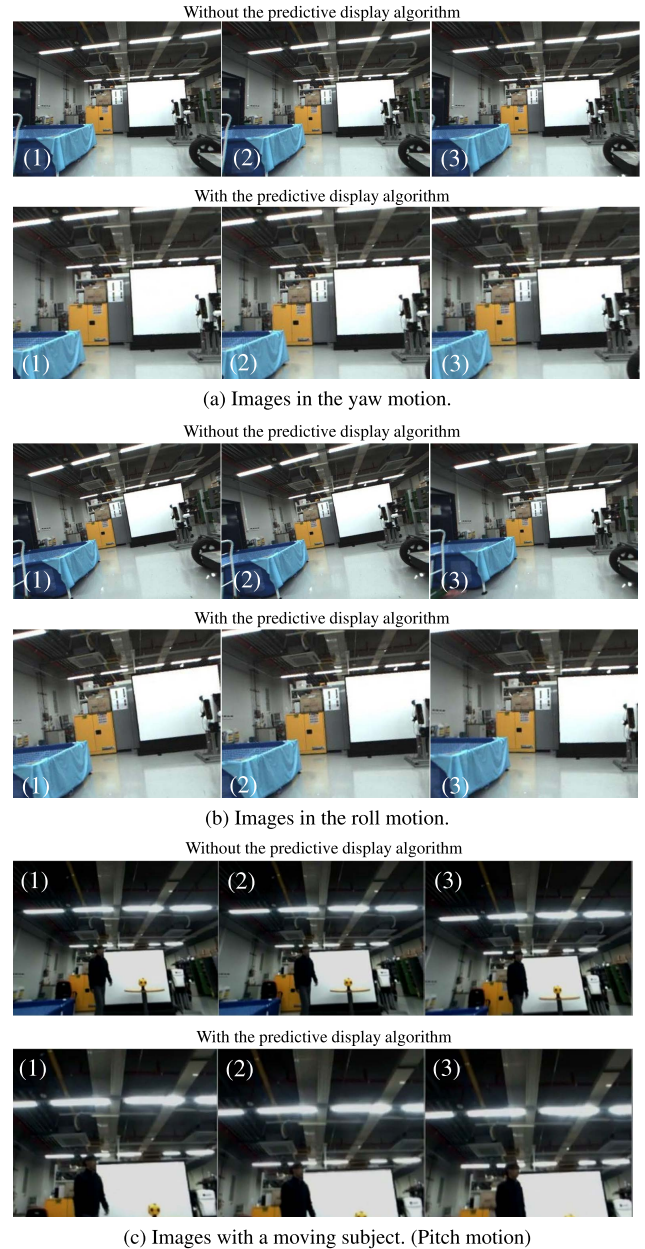 Without the predictive display algorithm
(1) (2) (3)
With the predictive display algorithm
(1) (2) (3)
(a) Images in the yaw motion.
Without the predictive display algorithm
(1) (2) (3)
With the predictive display algorithm
(1) (2) (3)
(b) Images in the roll motion.
Without the predictive display algorithm
(1) (2) (3)
With the predictive display algorithm
(1) (2) (3)
(c) Images with a moving subject. (Pitch motion)